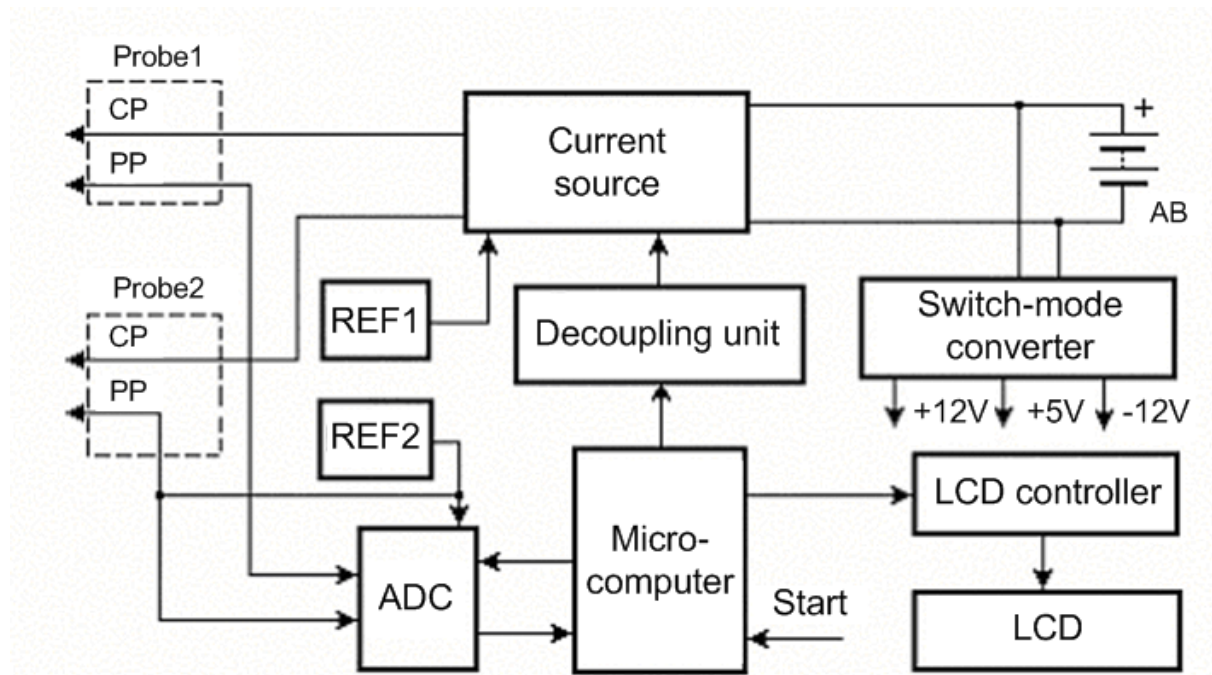 Probe1
CP
PP
Current
source
+
AB
Probe2
CP
PP
REF1
Decoupling unit
Switch-mode
converter
+12V
+5V
-12V
REF2
LCD controller
Micro-
computer
ADC
Start
LCD